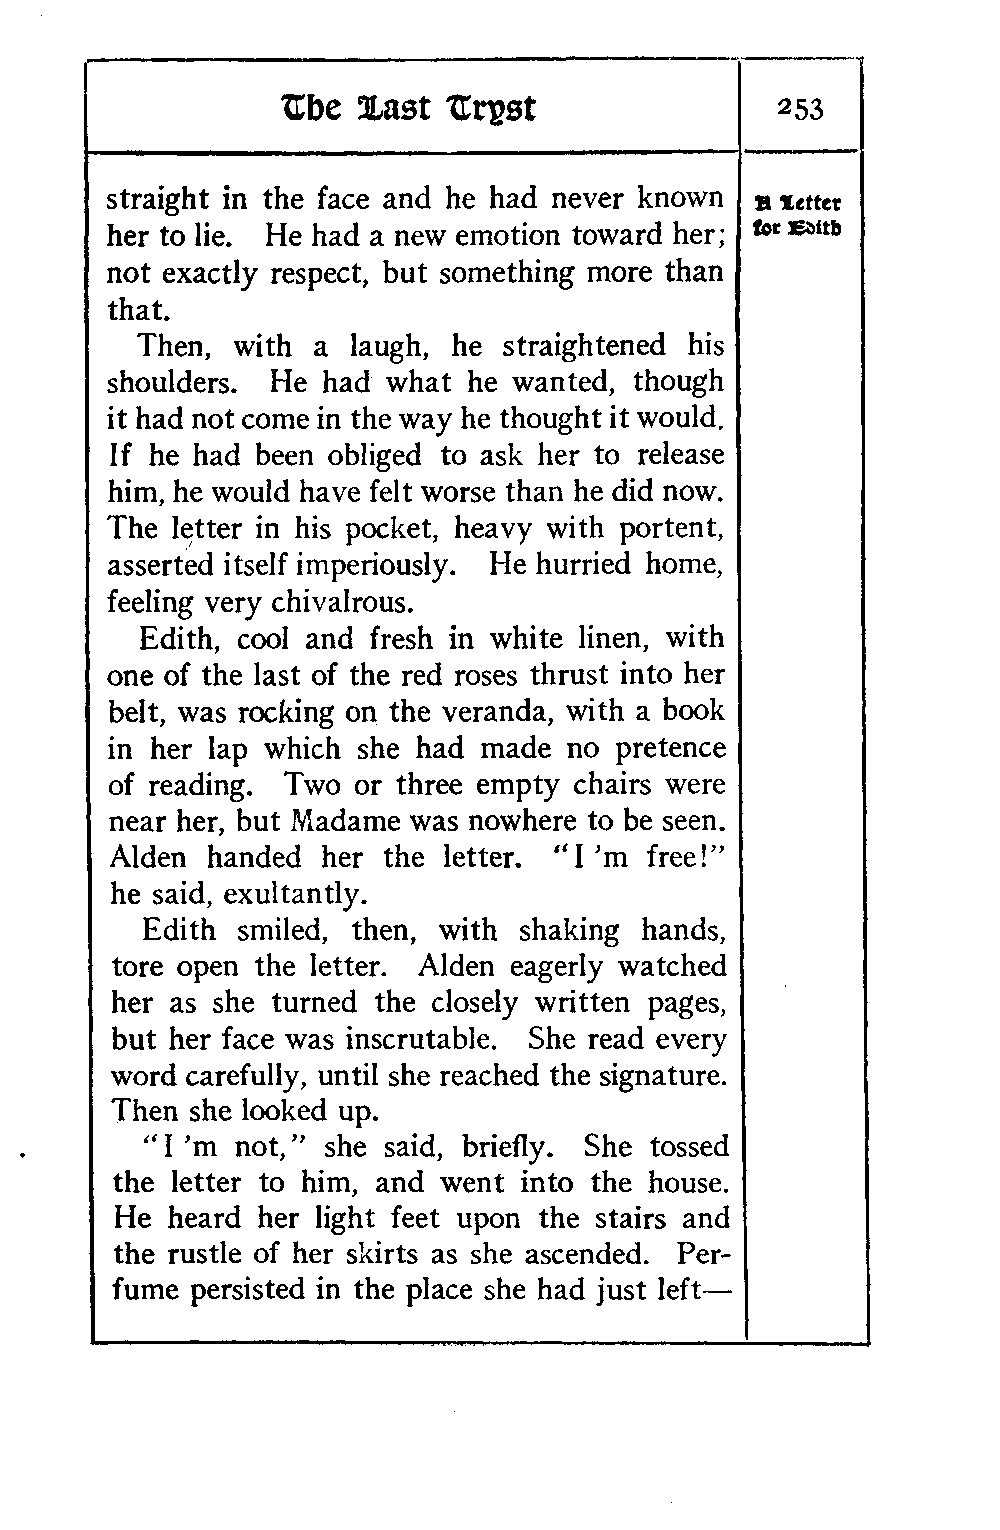 The Last Tryst 253
A Letter
for Edith
straight in the face and he had never known
her to lie. He had a new emotion toward her;
not exactly respect, but something more than
that.
Then, with a laugh, he straightened his
shoulders. He had what he wanted, though
it had not come in the way he thought it would.
If he had been obliged to ask her to release
him, he would have felt worse than he did now.
The letter in his pocket, heavy with portent,
asserted itself imperiously. He hurried home,
feeling very chivalrous.
Edith, cool and fresh in white linen, with
one of the last of the red roses thrust into her
belt, was rocking on the veranda, with a book
in her lap which she had made no pretence
of reading. Two or three empty chairs were
near her, but Madame was nowhere to be seen.
Alden handed her the letter. "I 'm free!"
he said, exultantly.
Edith smiled, then, with shaking hands,
tore open the letter. Alden eagerly watched
her as she turned the closely written pages,
but her face was inscrutable. She read every
word carefully, until she reached the signature.
Then she looked up.
"I 'm not," she said, briefly. She tossed
the letter to him, and went into the house.
He heard her light feet upon the stairs and
the rustle of her skirts as she ascended. Per-
fume persisted in the place she had just left—